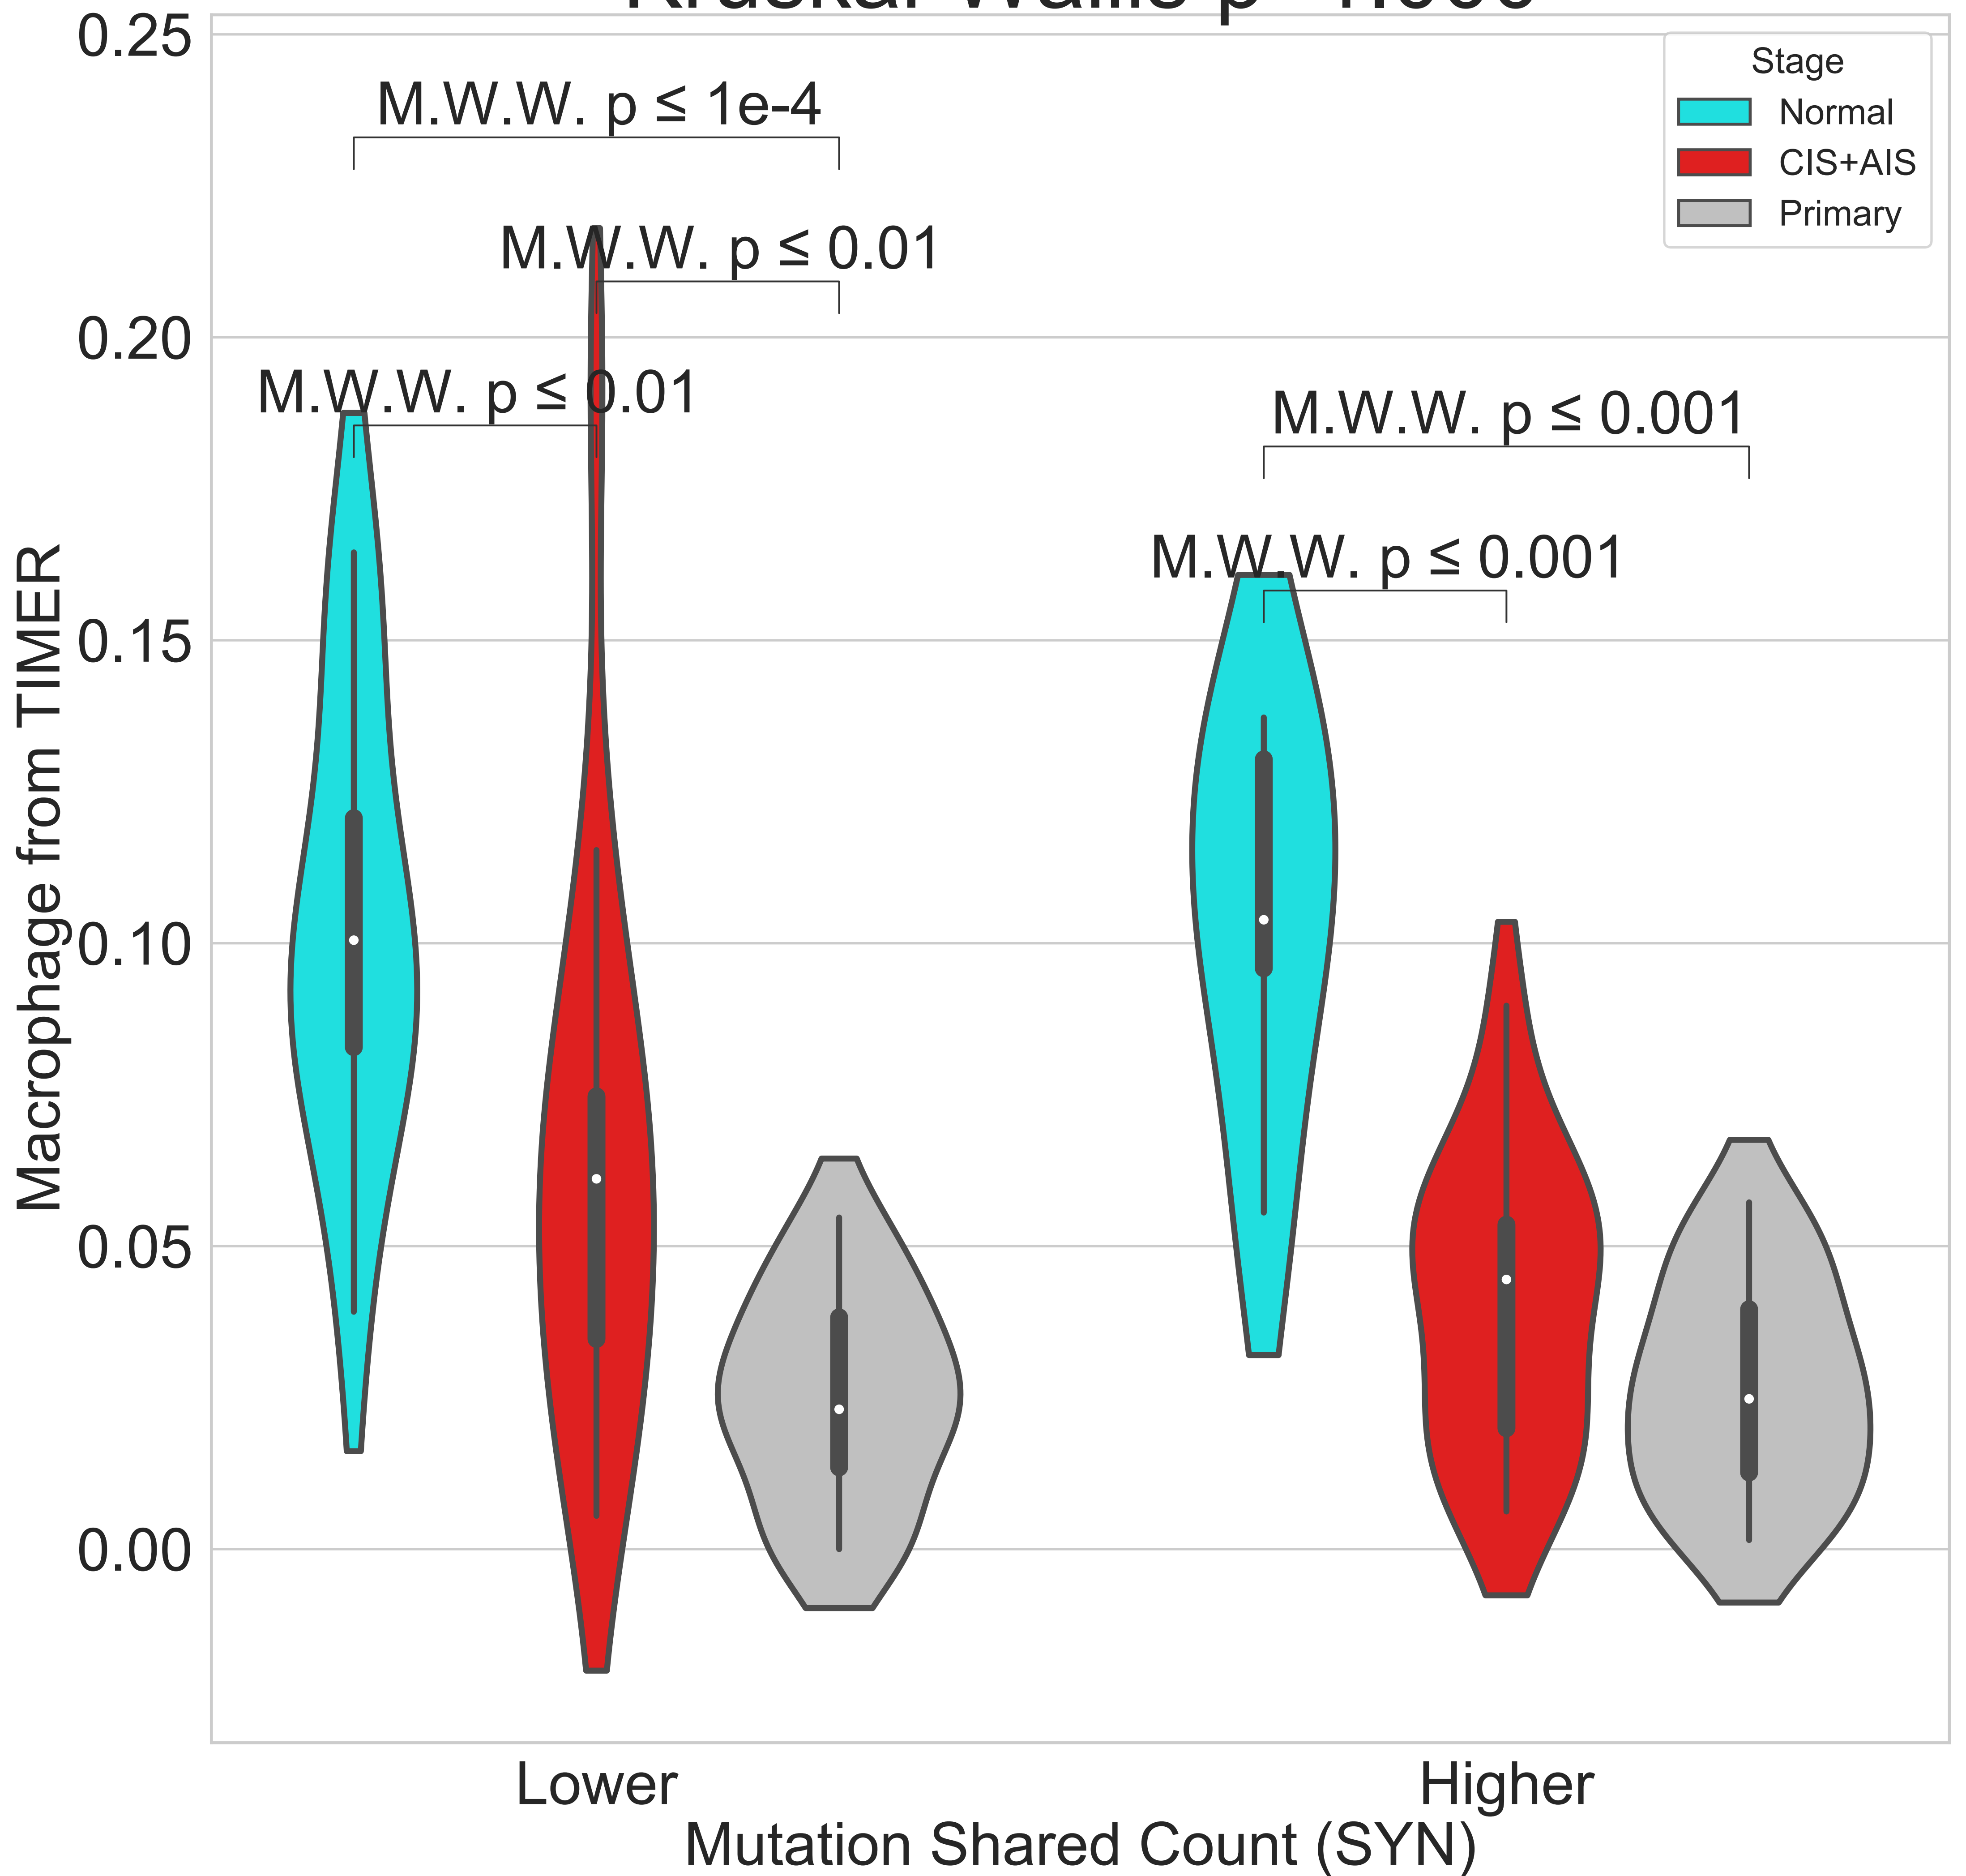 0.25
0.20
0.15
0.10
0.05
0.00
Macrophage from TIMER
M.W.W. p ≤ 1e-4
M.W.W. p ≤ 0.01
M.W.W. p ≤ 0.01
M.W.W. p ≤ 0.001
M.W.W. p ≤ 0.001
Stage
Normal
CIS+AIS
Primary
Lower
Higher
Mutation Shared Count (SYN)